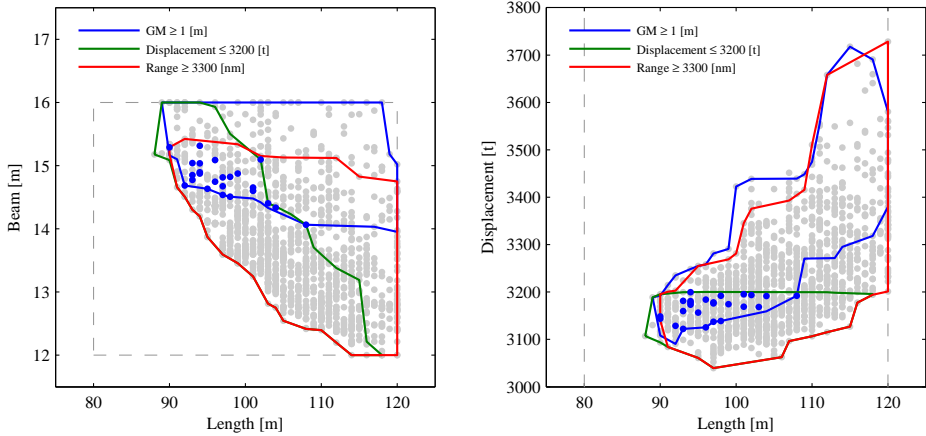 17
16
15
14
13
12
Beam [m]
80 90 100 110 120
Length [m]
GM ≥ 1 [m]
Displacement ≤ 3200 [t]
Range ≥ 3300 [nm]
3800
3700
3600
3500
3400
3300
3200
3100
3000
Displacement [t]
80 90 100 110 120
Length [m]
GM ≥ 1 [m]
Displacement ≤ 3200 [t]
Range ≥ 3300 [nm]